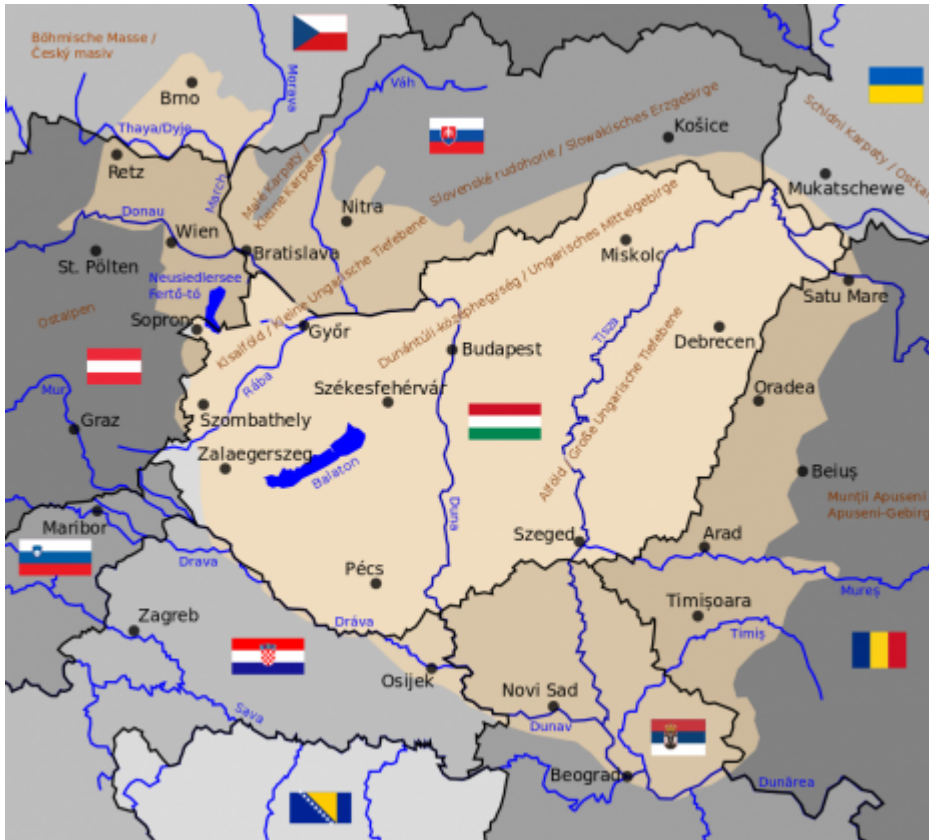 Böhmische Masse /
Český masiv
Brno
Morava
Váh
Thaya/Dyje
Retz
March
Malé Karpaty /
Kleine Karpaten
Slovenské rudohorie / Slowakisches Erzgebirge
Košice
Schidni Karpaty / Ostkar
Mukatschewe
Donau
Wien
Nitra
St. Pölten
Bratislava
Miskolc
Neusiedlersee
Fertő-tó
Satu Mare
Ostalpen
Sopron
Győr
Kisalföld / Kleine Ungarische Tiefebene
Dunántúli-középhegység / Ungarisches Mittelgebirge
Tisza
Debrecen
Budapest
Rába
Székesfehérvár
Mur
Graz
Szombathely
Oradea
Zalaegerszeg
Balaton
Alföld / Große Ungarische Tiefebene
Beiuș
Duna
Munții Apuseni
Apuseni-Gebirg
Maribor
Szeged
Arad
Drava
Pécs
Mureș
Zagreb
Dráva
Timișoara
Timiș
Osijek
Novi Sad
Sava
Dunav
Beograd
Dunărea